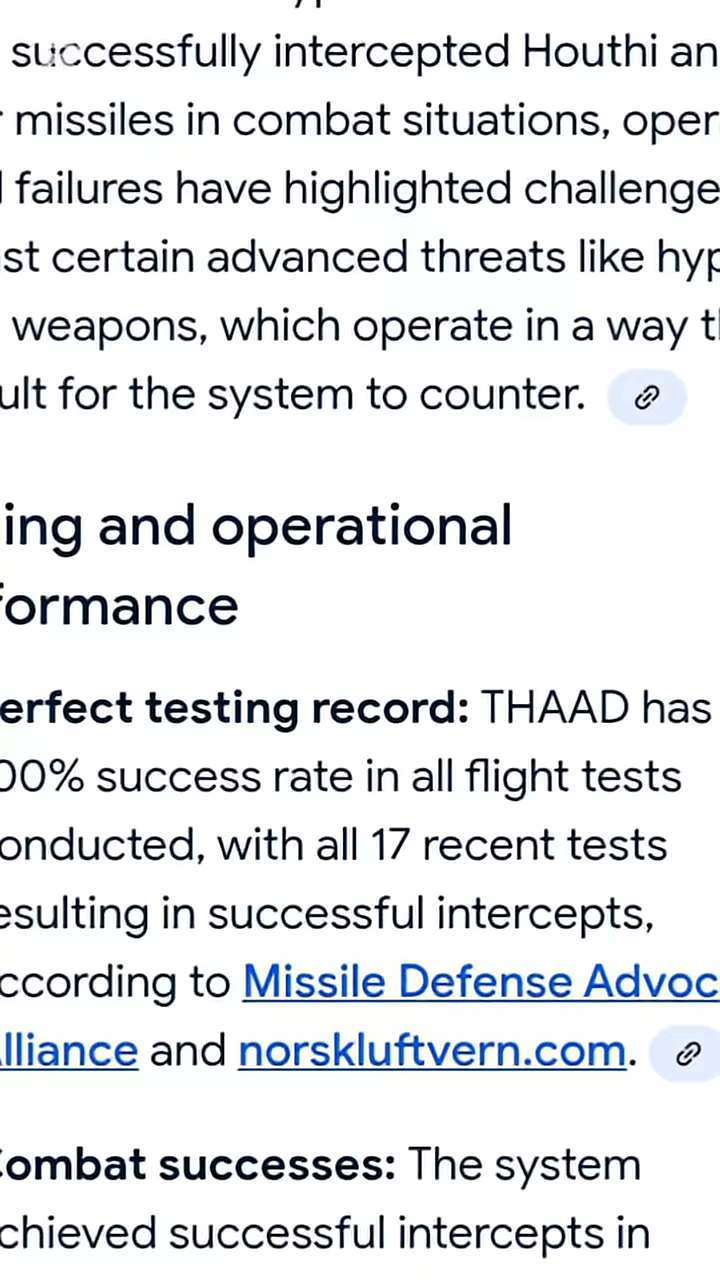 successfully intercepted Houthi an
missiles in combat situations, oper
failures have highlighted challenge
st certain advanced threats like hyp
weapons, which operate in a way t
ult for the system to counter.
ing and operational
formance
erfect testing record: THAAD has
00% success rate in all flight tests
onducted, with all 17 recent tests
esulting in successful intercepts,
ccording to Missile Defense Advoc
lliance and norskluftvern.com.
Combat successes: The system
chieved successful intercepts in